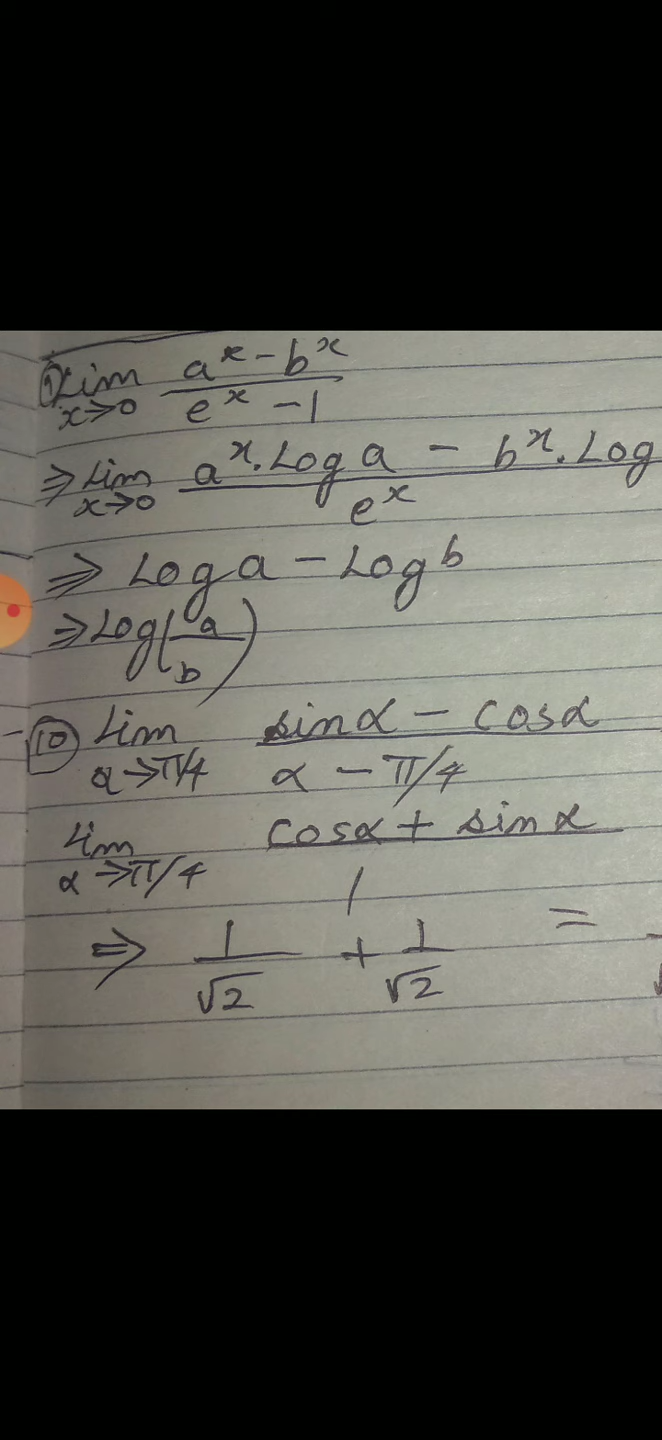 ⑨ Lim a^x - b^x
x→0 e^x - 1
⇒ Lim a^x. Log a - b^x. Log
x→0 e^x
⇒ Log a - Log b
⇒ Log(a/b)
⑩ Lim sinα - cosα
α→π/4 α - π/4
Lim cosα + sinα
α→π/4 1
⇒ 1/√2 + 1/√2 =